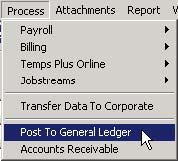 Process Attachments Report
Payroll
Billing
Temps Plus Online
Jobstreams
Transfer Data To Corporate
Post To General Ledger
Accounts Receivable